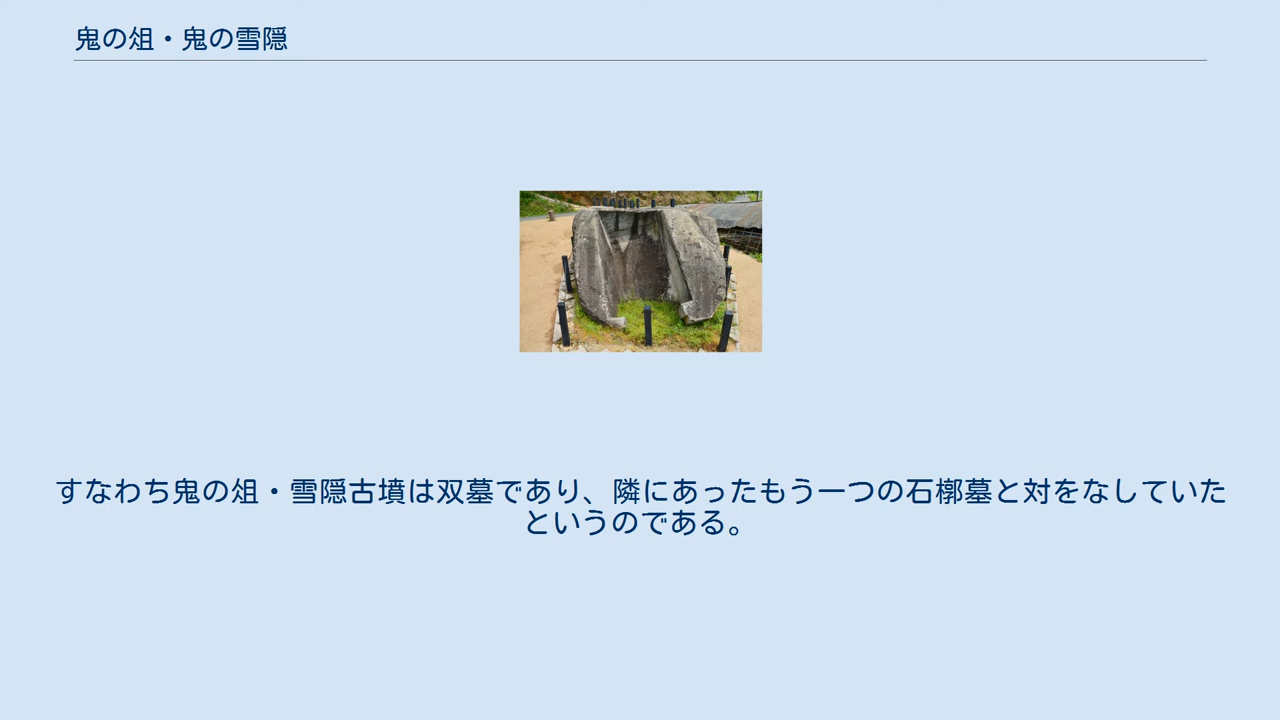 鬼の俎・鬼の雪隠
すなわち鬼の俎・雪隠古墳は双墓であり、隣にあったもう一つの石槨墓と対をなしていた
というのである。